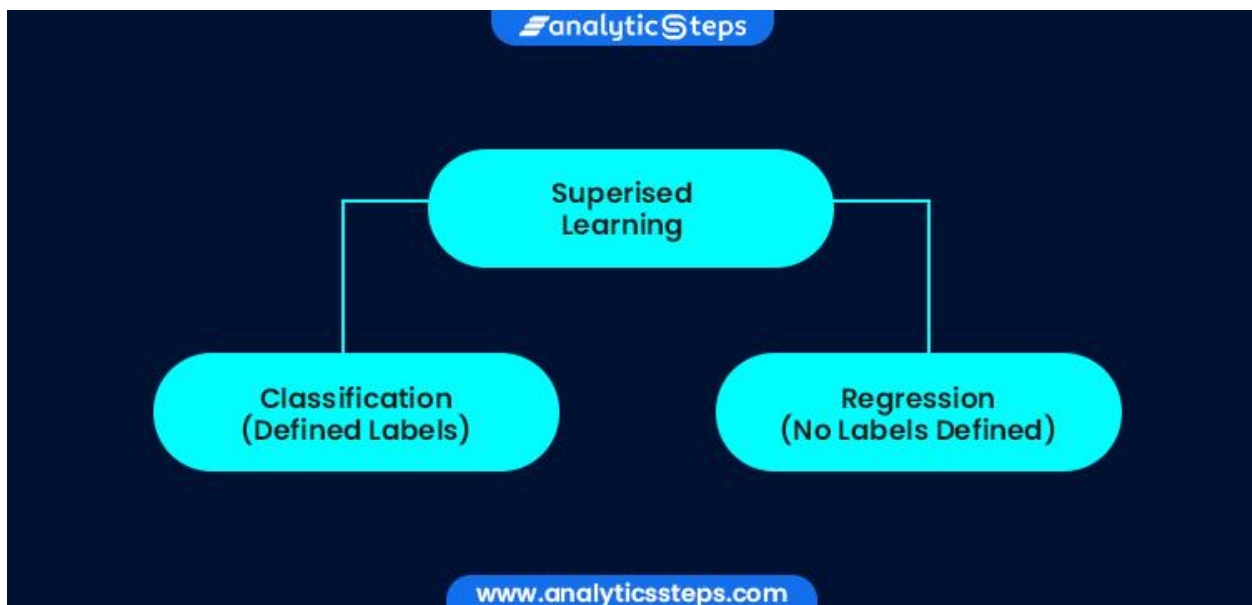 analyticSteps
Superised
Learning
Classification
(Defined Labels)
Regression
(No Labels Defined)
www.analyticssteps.com